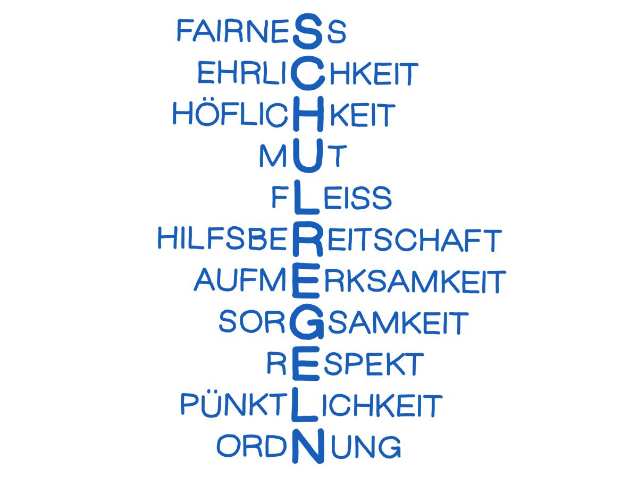 FAIRNESS
EHRLICHKEIT
HÖFLICHKEIT
MUT
FLEISS
HILFSBEREITSCHAFT
AUFMERKSAMKEIT
SORGSAMKEIT
RESPEKT
PÜNKTLICHKEIT
ORDNUNG